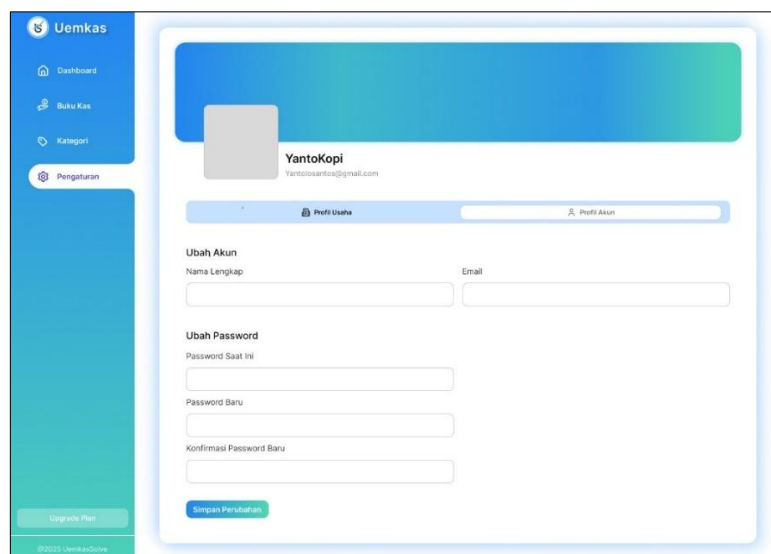 Uemkas
Dashboard
Buku Kas
Kategori
Pengaturan
Upgrade Plan
©2025 UemkasSolve
YantoKopi
Yantolosantos@gmail.com
Profil Usaha
Profil Akun
Ubah Akun
Nama Lengkap
Email
Ubah Password
Password Saat Ini
Password Baru
Konfirmasi Password Baru
Simpan Perubahan